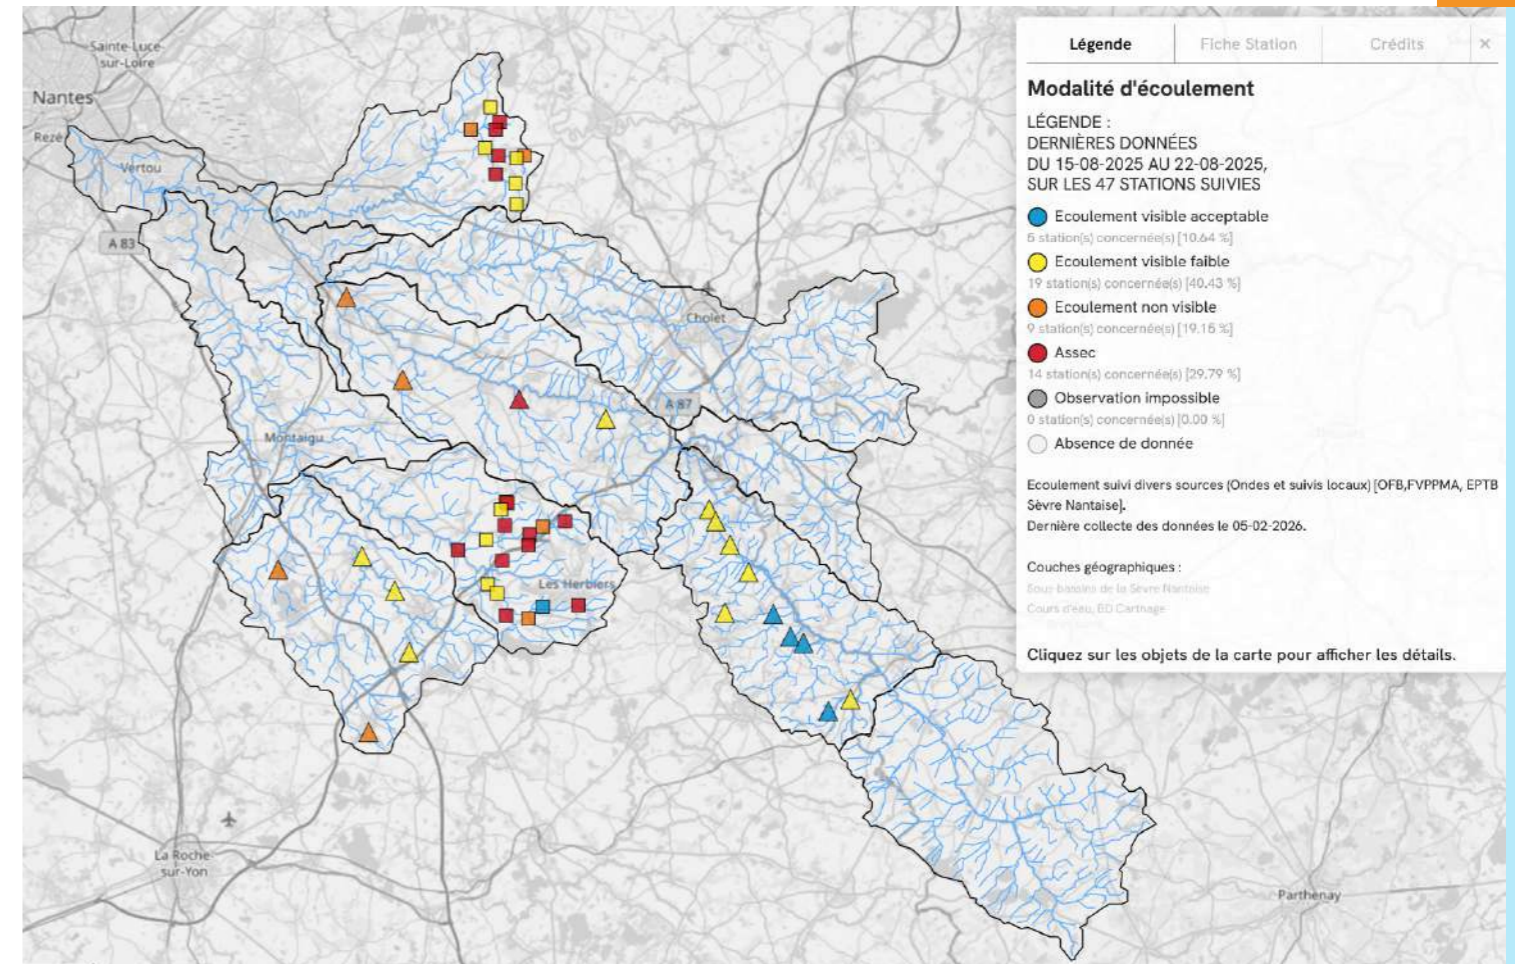 Sainte-Luce-
sur-Loire
Nantes
Rezé
Vertou
A 83
Cholet
A 87
Montaigu
Les Herbiers
La Roche-
sur-Yon
Parthenay
Légende
Fiche Station
Crédits
×
Modalité d'écoulement
LÉGENDE :
DERNIÈRES DONNÉES
DU 15-08-2025 AU 22-08-2025,
SUR LES 47 STATIONS SUIVIES
Ecoulement visible acceptable
5 station(s) concernée(s) [10.64 %]
Ecoulement visible faible
19 station(s) concernée(s) [40.43 %]
Ecoulement non visible
9 station(s) concernée(s) [19.15 %]
Assec
14 station(s) concernée(s) [29.79 %]
Observation impossible
0 station(s) concernée(s) [0.00 %]
Absence de donnée
Ecoulement suivi divers sources (Ondes et suivis locaux) [OFB,FVPPMA, EPTB
Sèvre Nantaise].
Dernière collecte des données le 05-02-2026.
Couches géographiques :
Sous-bassins de la Sèvre Nantaise
Cours d'eau, BD Carthage
Cliquez sur les objets de la carte pour afficher les détails.